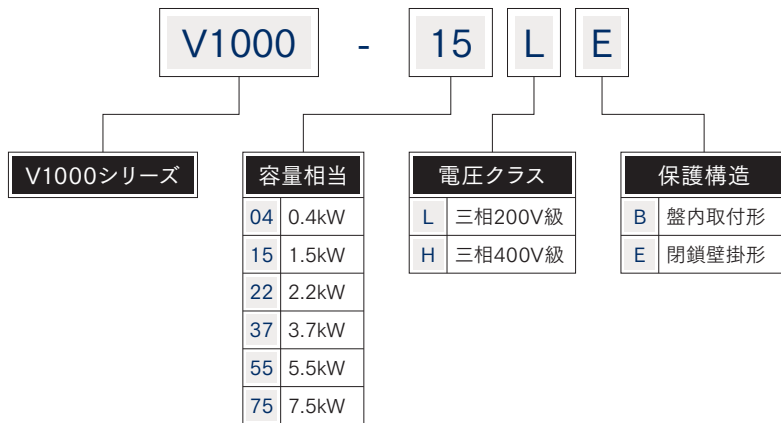 V1000 - 15 L E
V1000シリーズ
容量相当
04 0.4kW
15 1.5kW
22 2.2kW
37 3.7kW
55 5.5kW
75 7.5kW
電圧クラス
L 三相200V級
H 三相400V級
保護構造
B 盤内取付形
E 閉鎖壁掛形